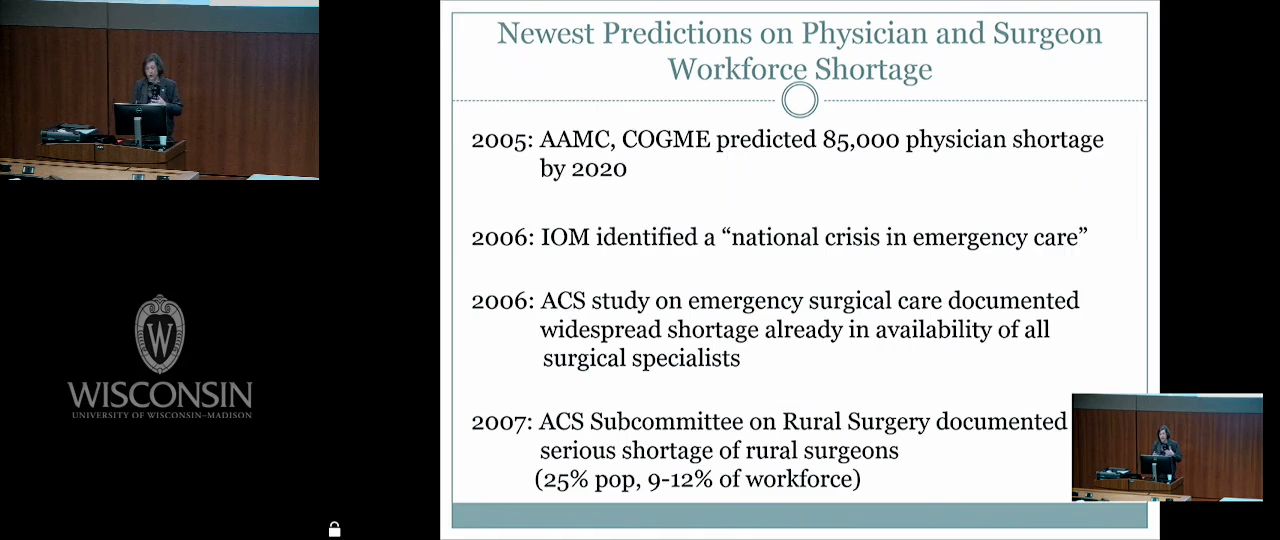 Newest Predictions on Physician and Surgeon
Workforce Shortage
2005: AAMC, COGME predicted 85,000 physician shortage
by 2020
2006: IOM identified a “national crisis in emergency care”
2006: ACS study on emergency surgical care documented
widespread shortage already in availability of all
surgical specialists
2007: ACS Subcommittee on Rural Surgery documented
serious shortage of rural surgeons
(25% pop, 9-12% of workforce)
W
WISCONSIN
UNIVERSITY OF WISCONSIN–MADISON